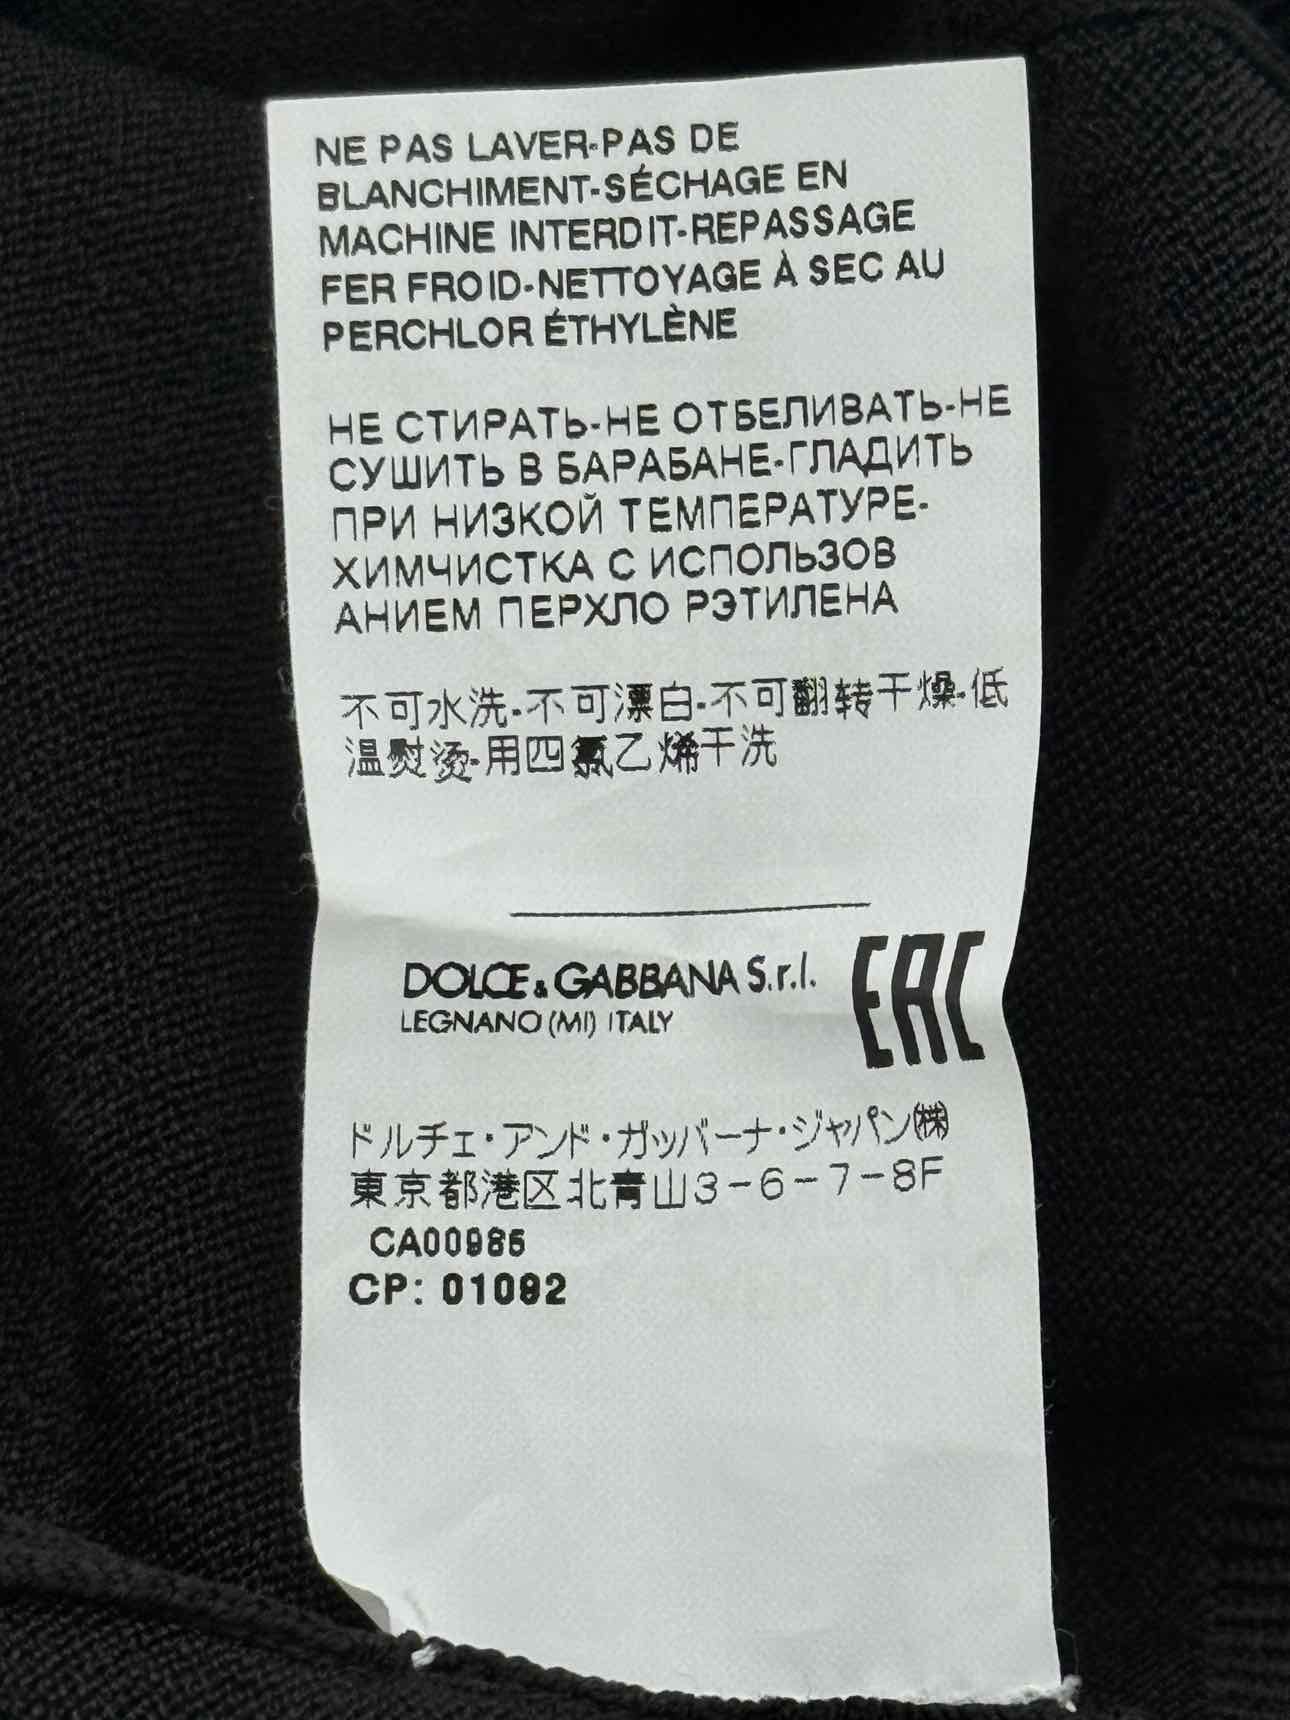 NE PAS LAVER-PAS DE
BLANCHIMENT-SÉCHAGE EN
MACHINE INTERDIT-REPASSAGE
FER FROID-NETTOYAGE À SEC AU
PERCHLOR ÉTHYLÈNE
НЕ СТИРАТЬ-НЕ ОТБЕЛИВАТЬ-НЕ
СУШИТЬ В БАРАБАНЕ-ГЛАДИТЬ
ПРИ НИЗКОЙ ТЕМПЕРАТУРЕ-
ХИМЧИСТКА С ИСПОЛЬЗОВ
АНИЕМ ПЕРХЛО РЭТИЛЕНА
不可水洗-不可漂白-不可翻转干燥-低
温熨烫-用四氯乙烯干洗
DOLCE & GABBANA S.r.l.
LEGNANO (MI) ITALY
EAC
ドルチェ・アンド・ガッバーナ・ジャパン㈱
東京都港区北青山3-6-7-8F
CA00985
CP: 01092